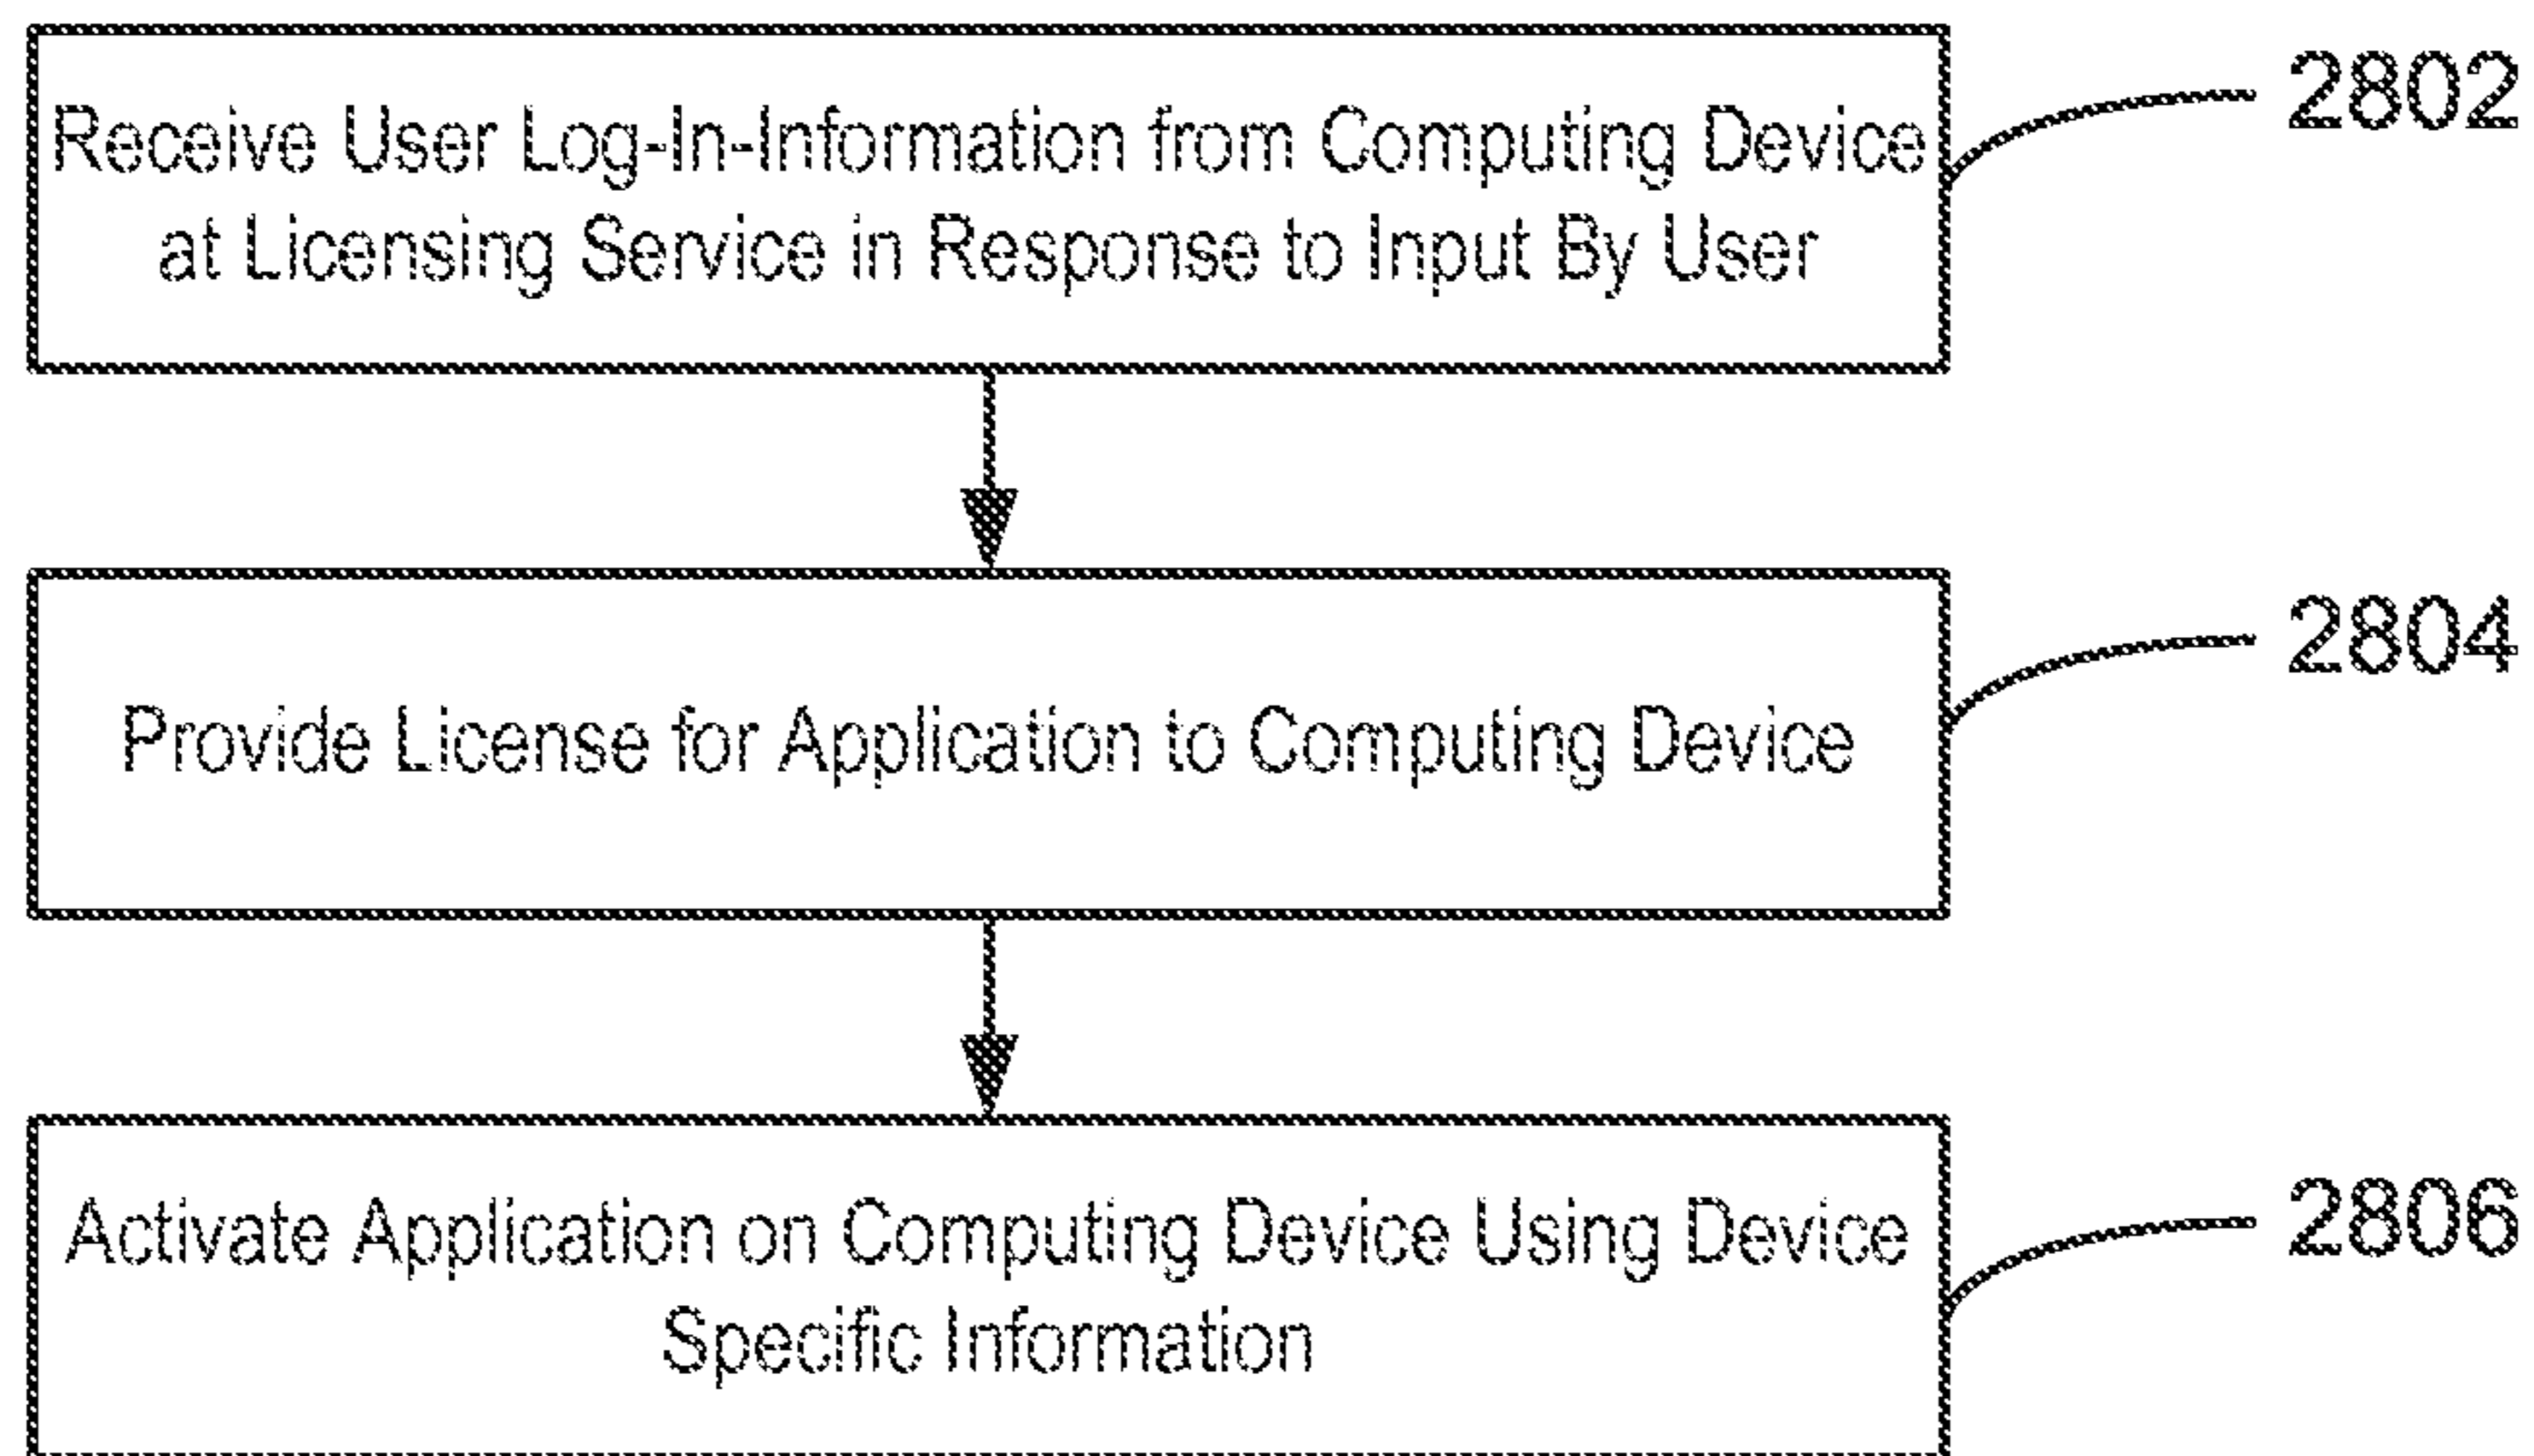 Receive User Log-In-Information from Computing Device
at Licensing Service in Response to Input By User
2802
Provide License for Application to Computing Device
2804
Activate Application on Computing Device Using Device
Specific Information
2806